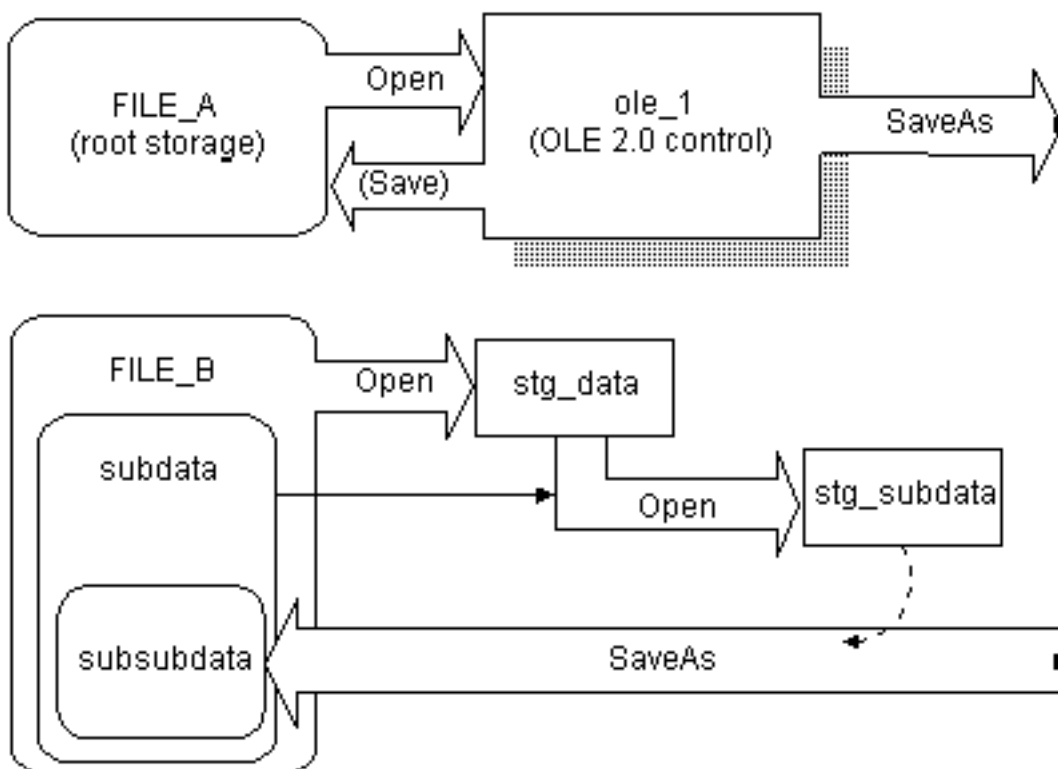 FILE_A
(root storage)
Open
(Save)
ole_1
(OLE 2.0 control)
SaveAs
FILE_B
Open
stg_data
subdata
Open
stg_subdata
subsubdata
SaveAs